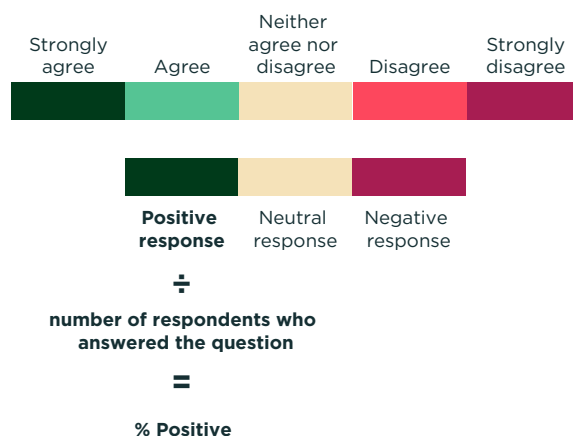 Strongly
agree
Agree
Neither
agree nor
disagree
Disagree
Strongly
disagree
Positive
response
Neutral
response
Negative
response
÷
number of respondents who
answered the question
=
% Positive